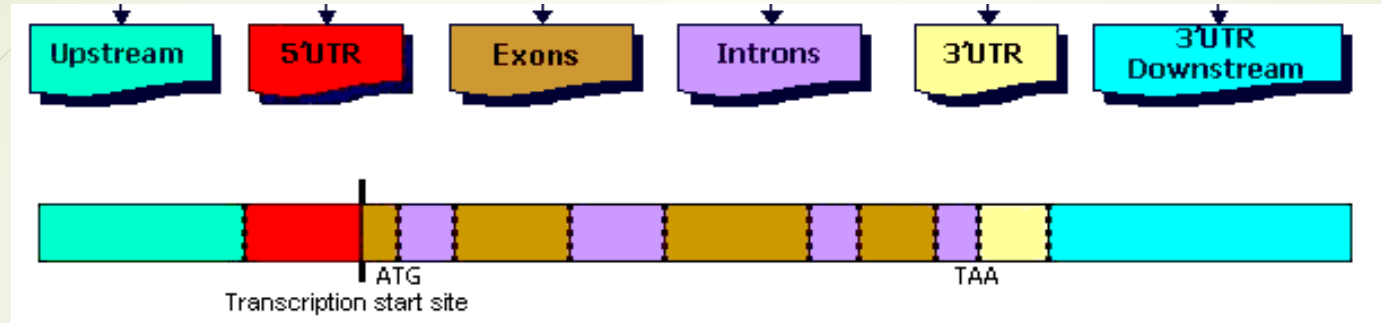 Upstream
5'UTR
Exons
Introns
3'UTR
3'UTR
Downstream
ATG
TAA
Transcription start site